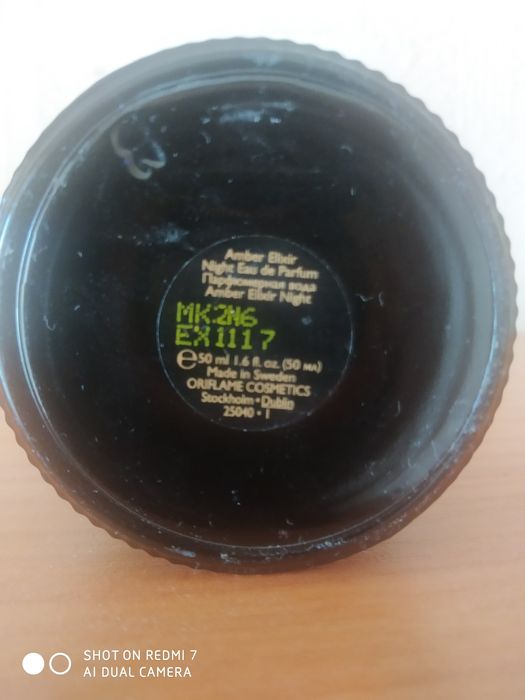 Amber Elixir
Night Eau de Parfum
Парфюмерная вода
Amber Elixir Night
MK2N6
EX1117
℮50 ml 1.6 fl. oz. (50 мл)
Made in Sweden
ORIFLAME COSMETICS
Stockholm • Dublin
25040 • 1
SHOT ON REDMI 7
AI DUAL CAMERA